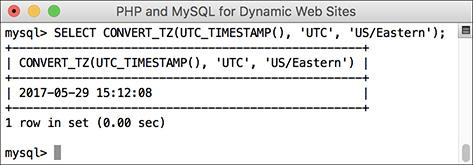 PHP and MySQL for Dynamic Web Sites
mysql> SELECT CONVERT_TZ(UTC_TIMESTAMP(), 'UTC', 'US/Eastern');
+--------------------------------------------------+
| CONVERT_TZ(UTC_TIMESTAMP(), 'UTC', 'US/Eastern') |
+--------------------------------------------------+
| 2017-05-29 15:12:08                              |
+--------------------------------------------------+
1 row in set (0.00 sec)
mysql>